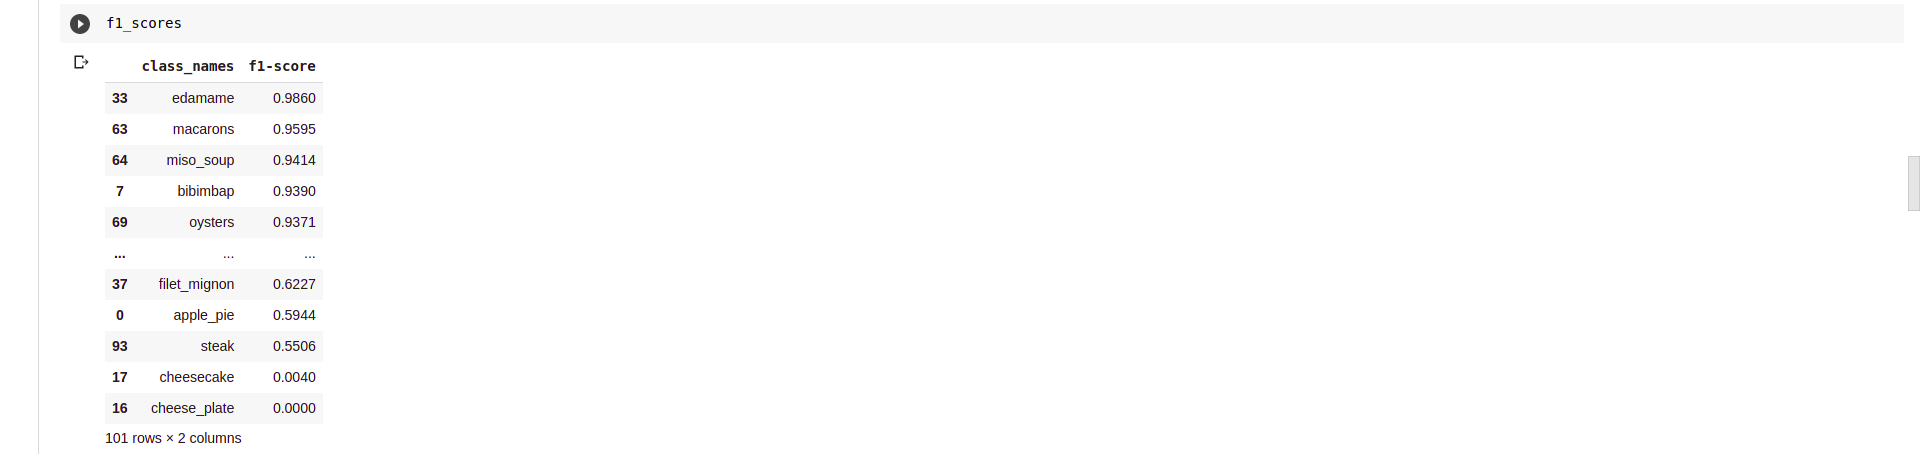 f1_scores
class_names f1-score
33 edamame 0.9860
63 macarons 0.9595
64 miso_soup 0.9414
7 bibimbap 0.9390
69 oysters 0.9371
... ... ...
37 filet_mignon 0.6227
0 apple_pie 0.5944
93 steak 0.5506
17 cheesecake 0.0040
16 cheese_plate 0.0000
101 rows × 2 columns